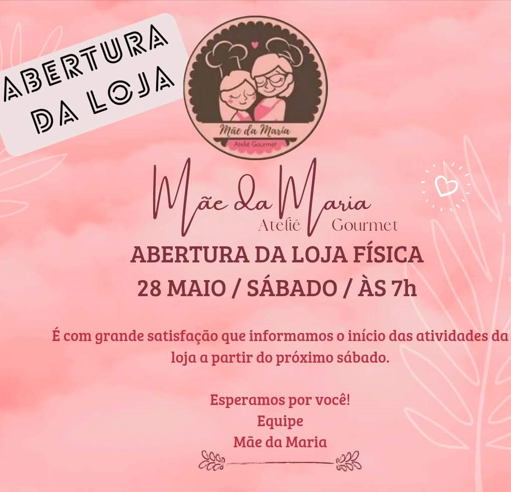 ABERTURA
DA LOJA
Mãe da Maria
Ateliê Gourmet
Mãe da Maria
Ateliê Gourmet
ABERTURA DA LOJA FÍSICA
28 MAIO / SÁBADO / ÀS 7h
É com grande satisfação que informamos o início das atividades da
loja a partir do próximo sábado.
Esperamos por você!
Equipe
Mãe da Maria